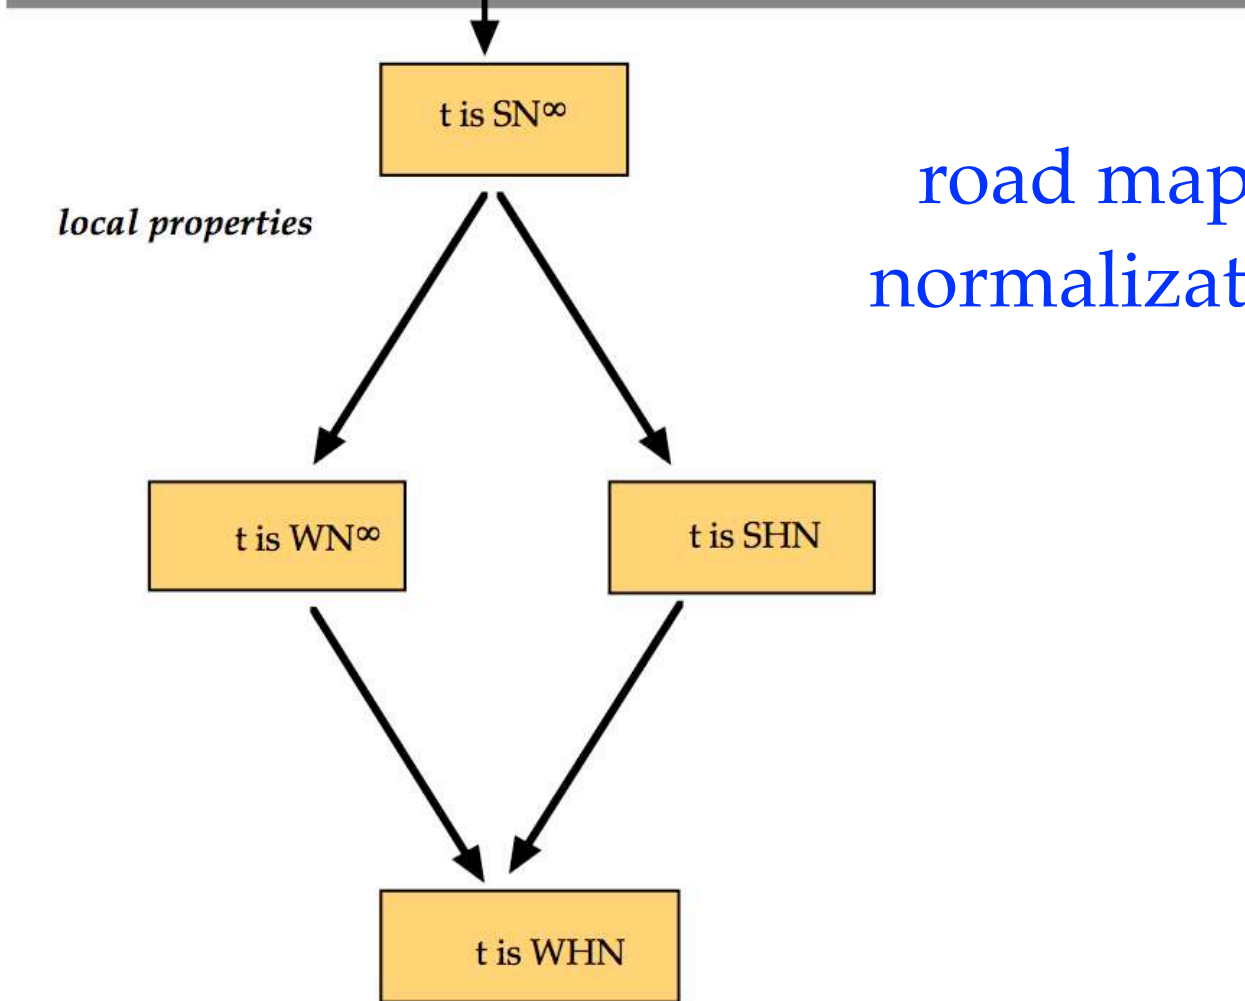 t is SN∞
local properties
road map
normalizat
t is WN∞
t is SHN
t is WHN